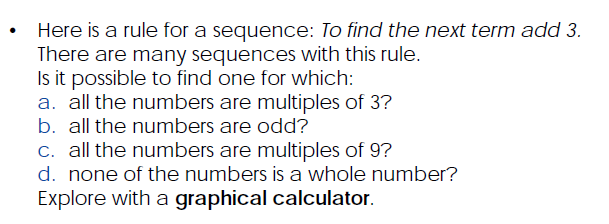 • Here is a rule for a sequence: To find the next term add 3.
There are many sequences with this rule.
Is it possible to find one for which:
a. all the numbers are multiples of 3?
b. all the numbers are odd?
c. all the numbers are multiples of 9?
d. none of the numbers is a whole number?
Explore with a graphical calculator.